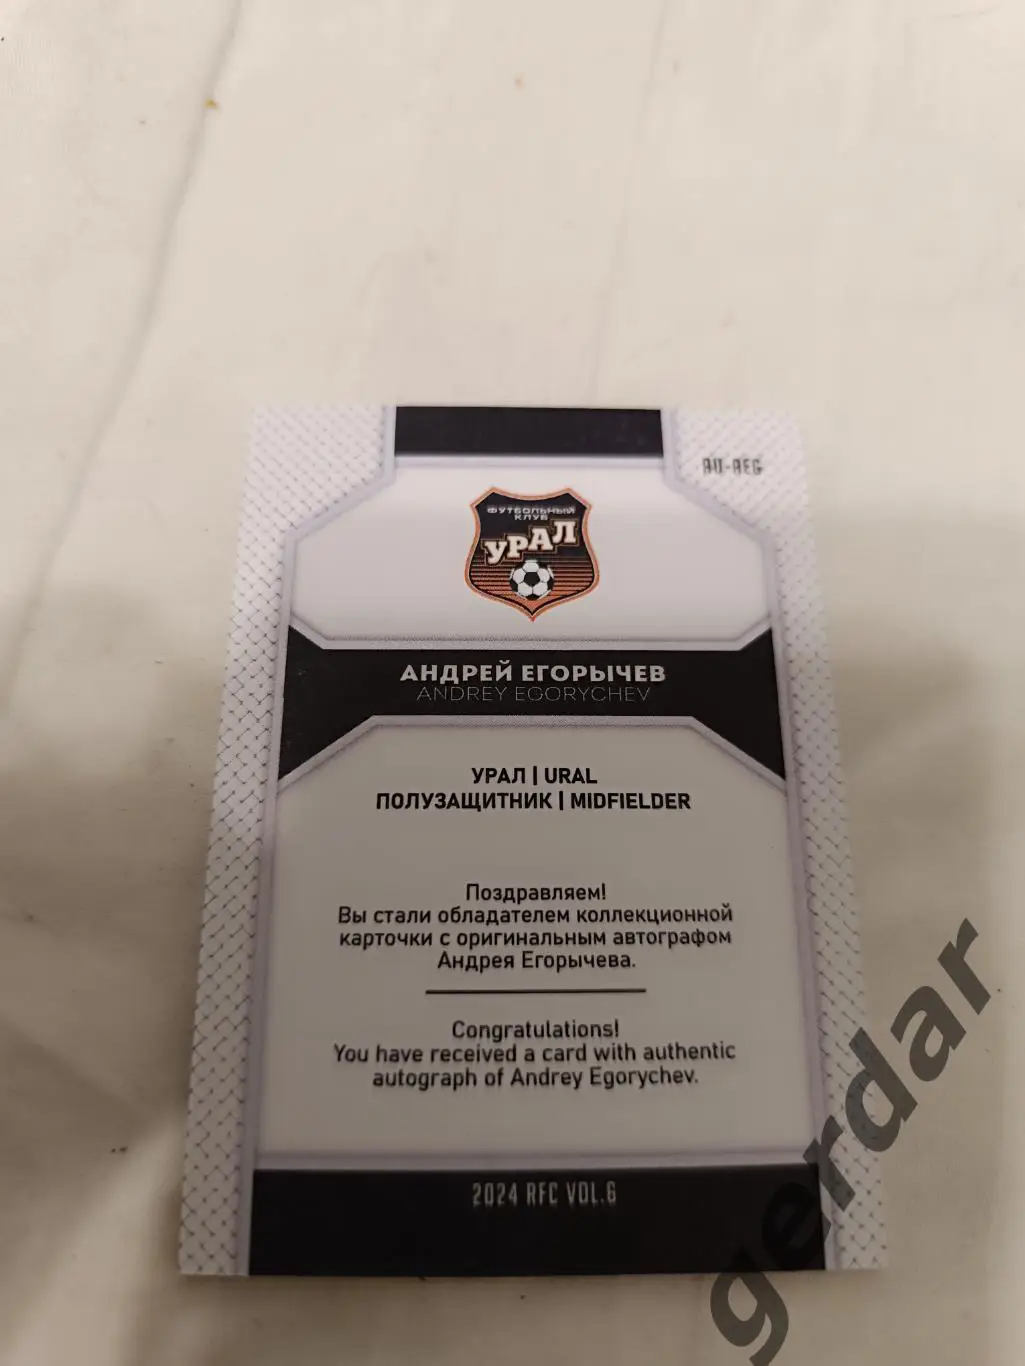 AU-AEG
ФУТБОЛЬНЫЙ
КЛУБ
УРАЛ
АНДРЕЙ ЕГОРЫЧЕВ
ANDREY EGORYCHEV
УРАЛ | URAL
ПОЛУЗАЩИТНИК | MIDFIELDER
Поздравляем!
Вы стали обладателем коллекционной
карточки с оригинальным автографом
Андрея Егорычева.
Congratulations!
You have received a card with authentic
autograph of Andrey Egorychev.
2024 RFC VOL.6
gerdar